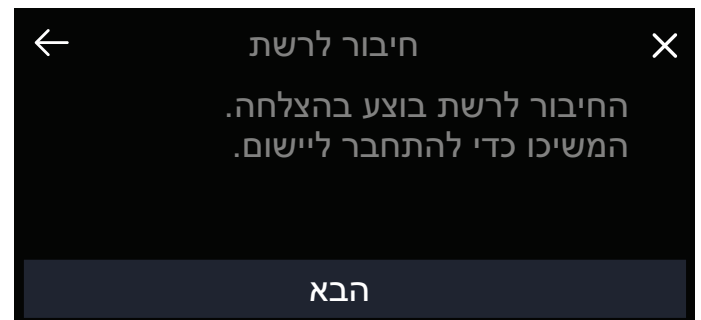 חיבור לרשת
החיבור לרשת בוצע בהצלחה.
המשיכו כדי להתחבר ליישום.
הבא